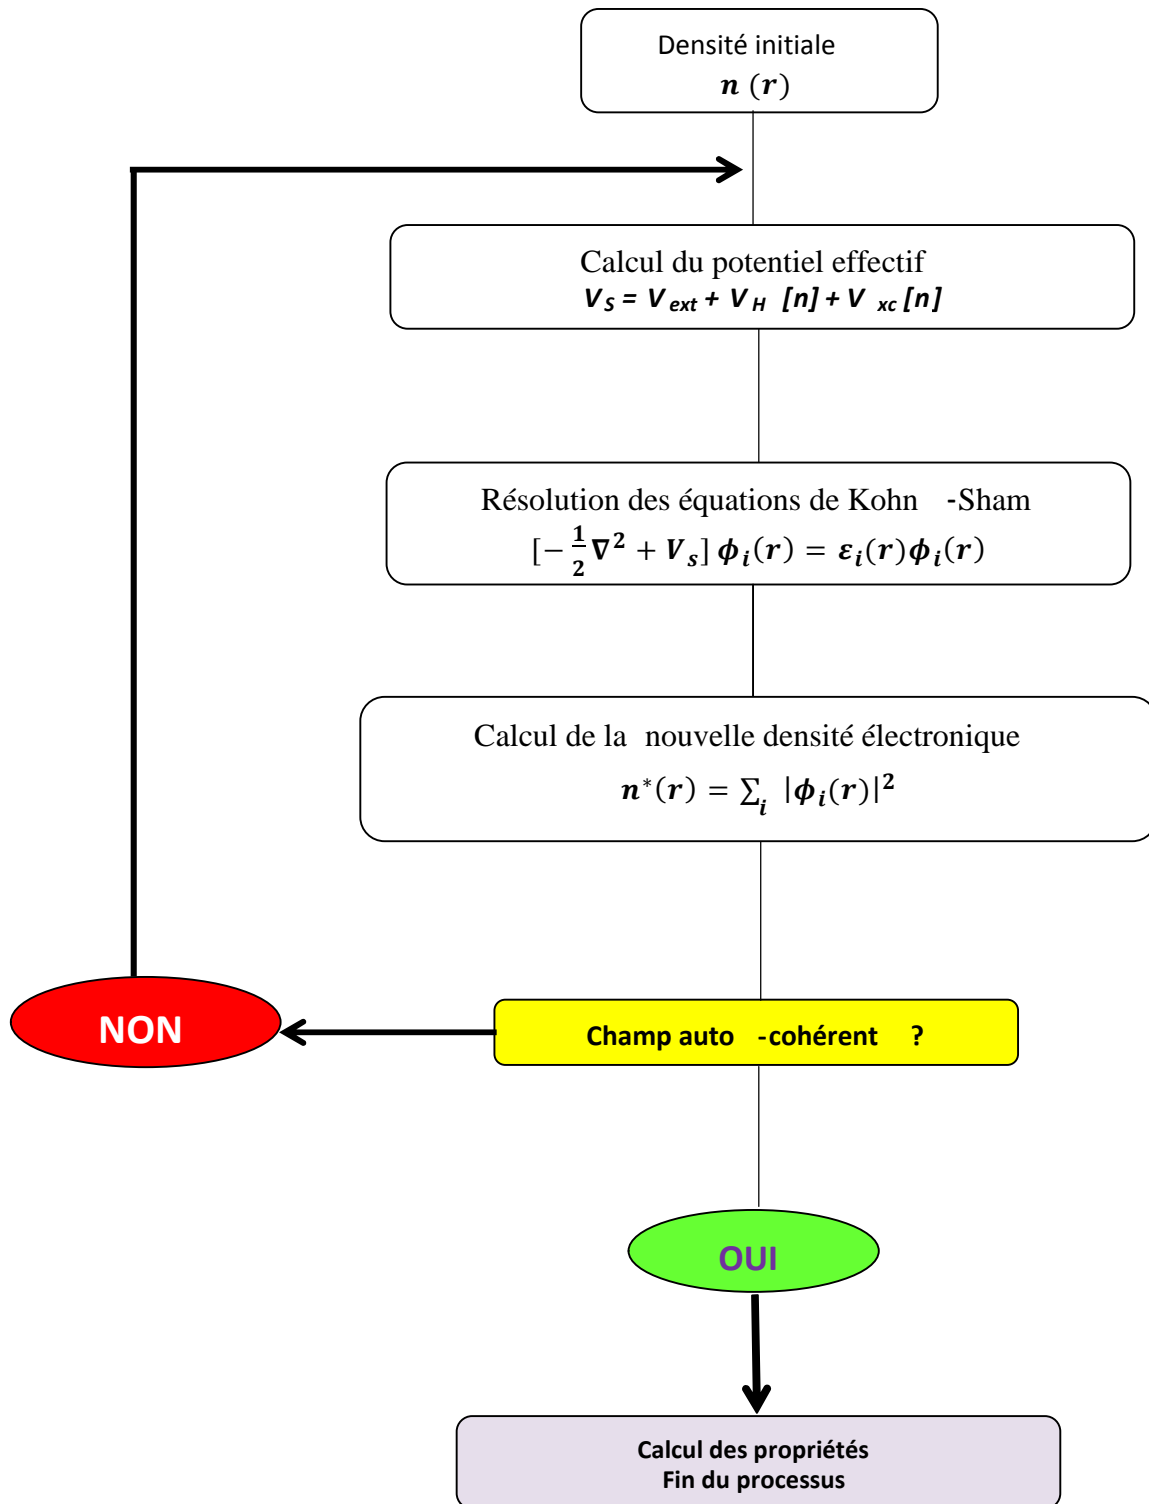 Densité initiale
n (r)
Calcul du potentiel effectif
V_S = V_ext + V_H [n] + V_xc [n]
Résolution des équations de Kohn -Sham
[− 1/2 ∇² + V_s] ϕ_i(r) = ε_i(r)ϕ_i(r)
Calcul de la nouvelle densité électronique
n*(r) = ∑_i |ϕ_i(r)|²
NON
Champ auto -cohérent ?
OUI
Calcul des propriétés
Fin du processus